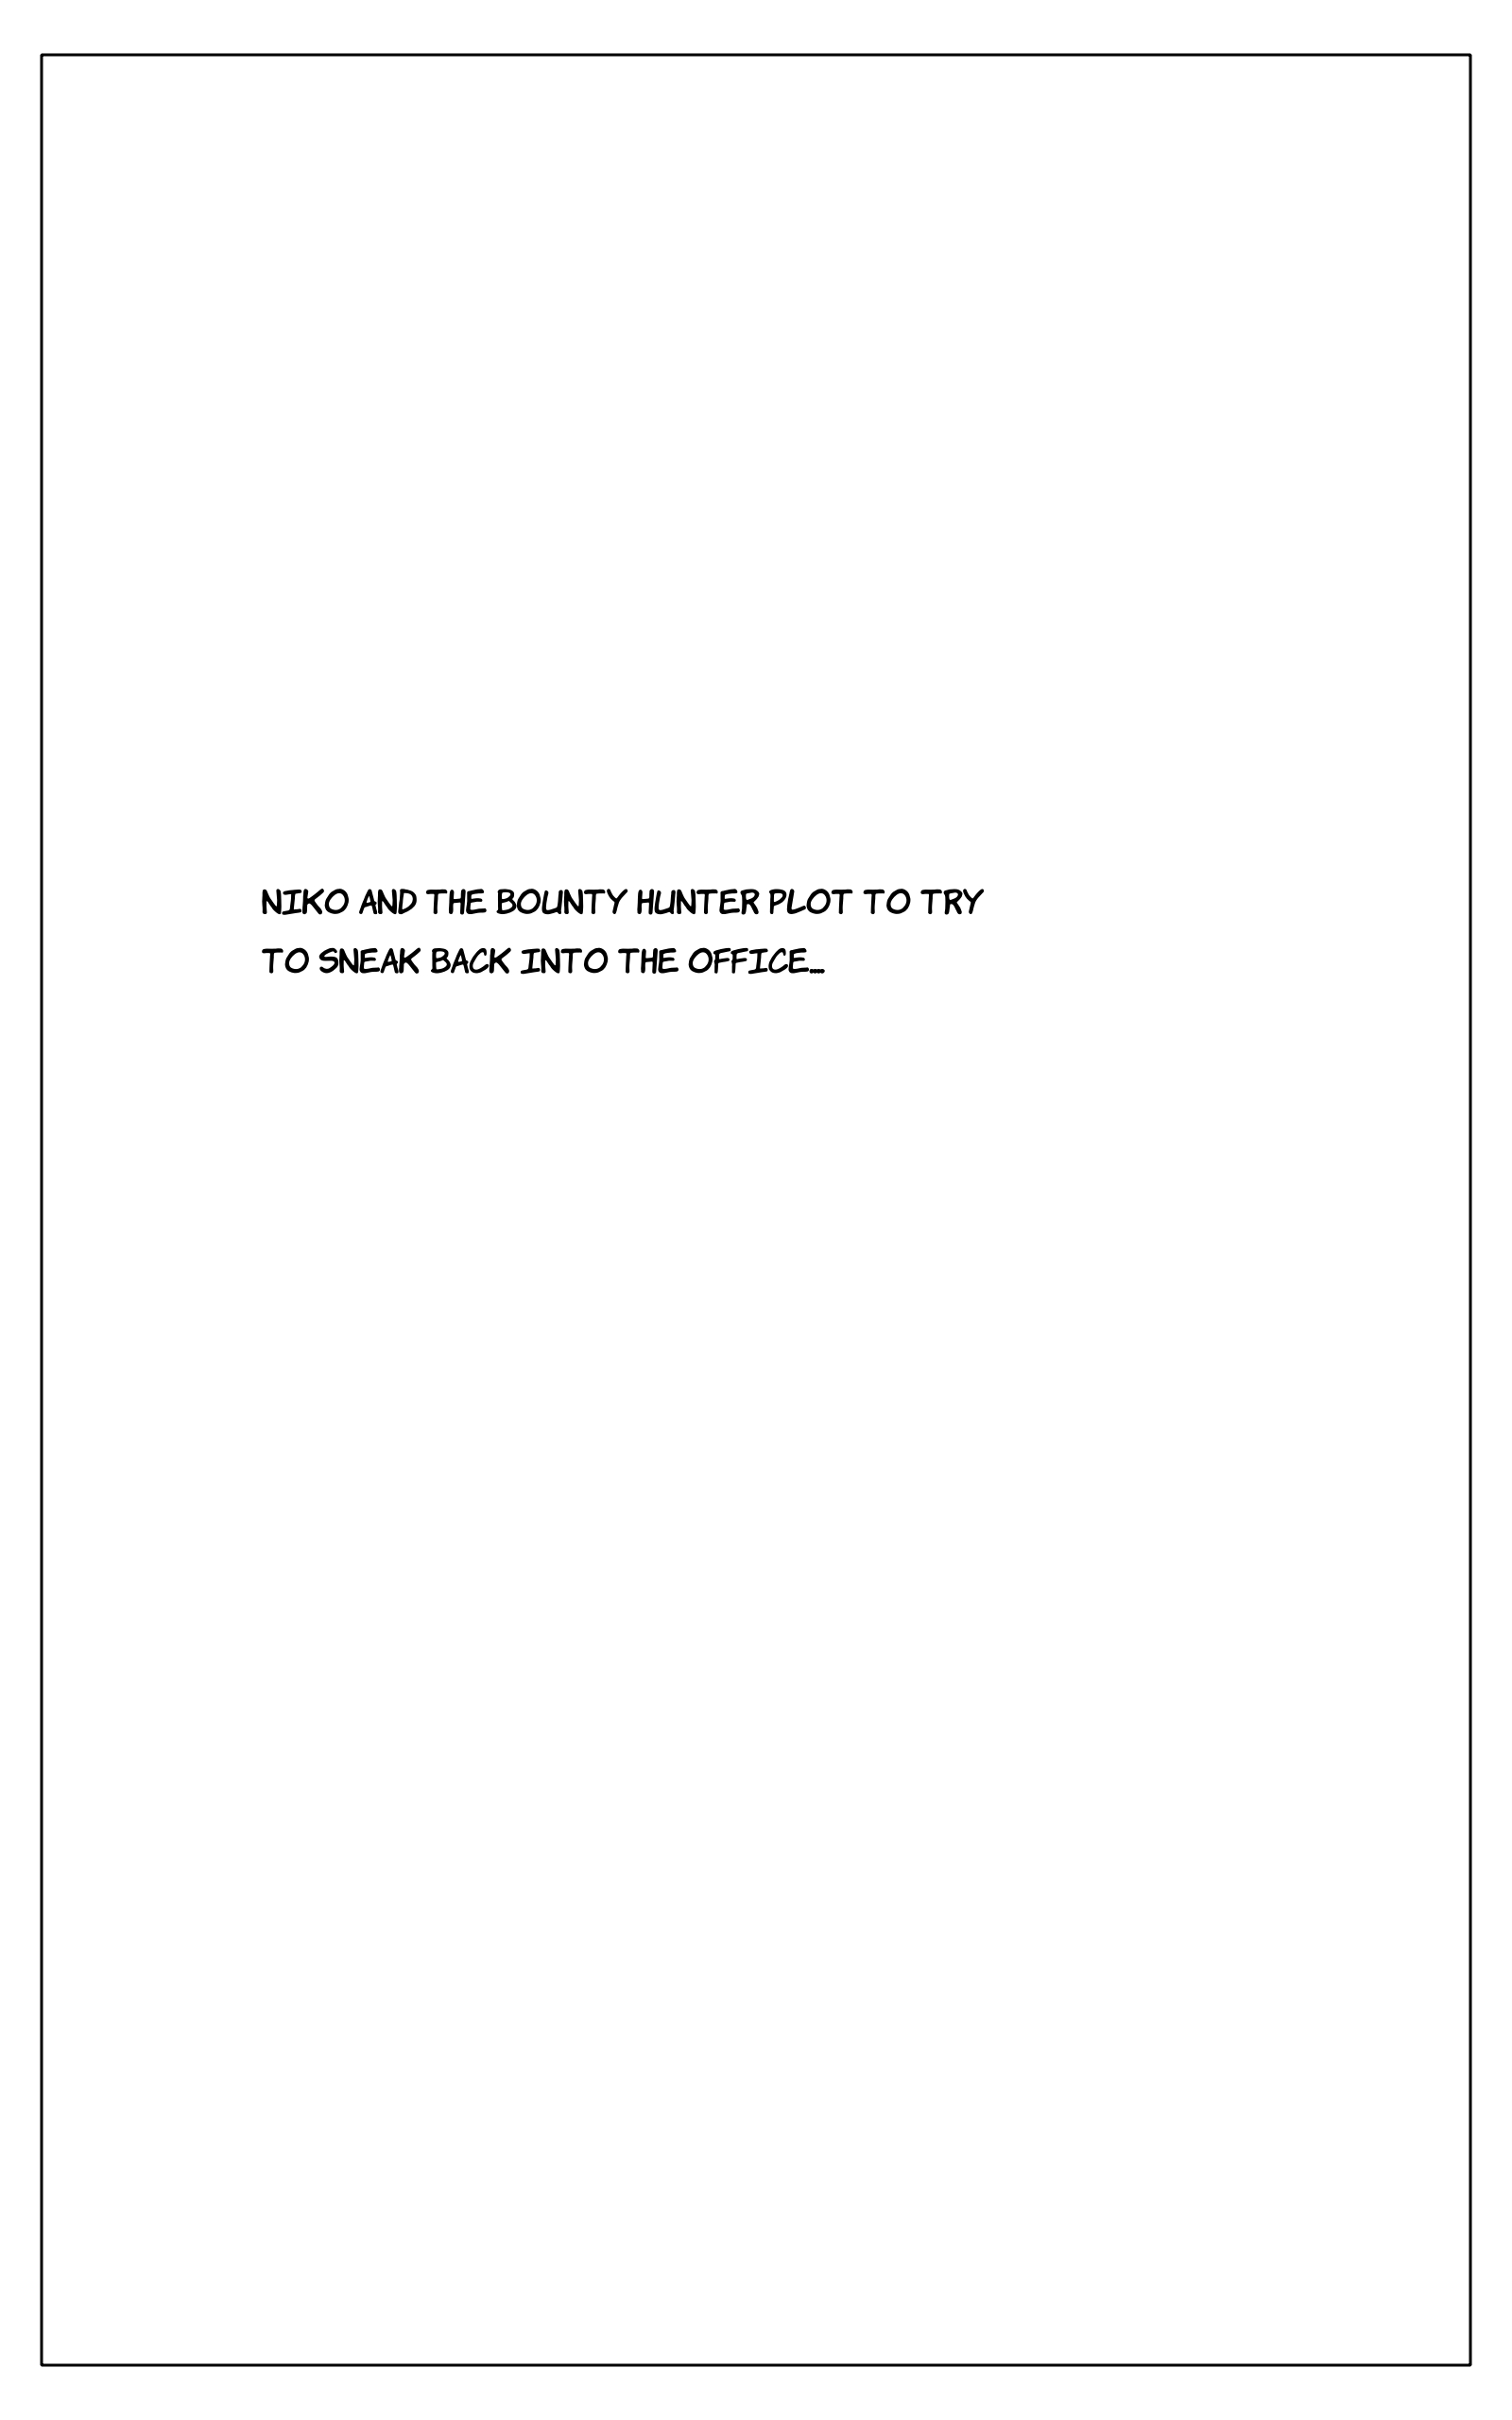 NIKO AND THE BOUNTY HUNTER PLOT TO TRY
TO SNEAK BACK INTO THE OFFICE....